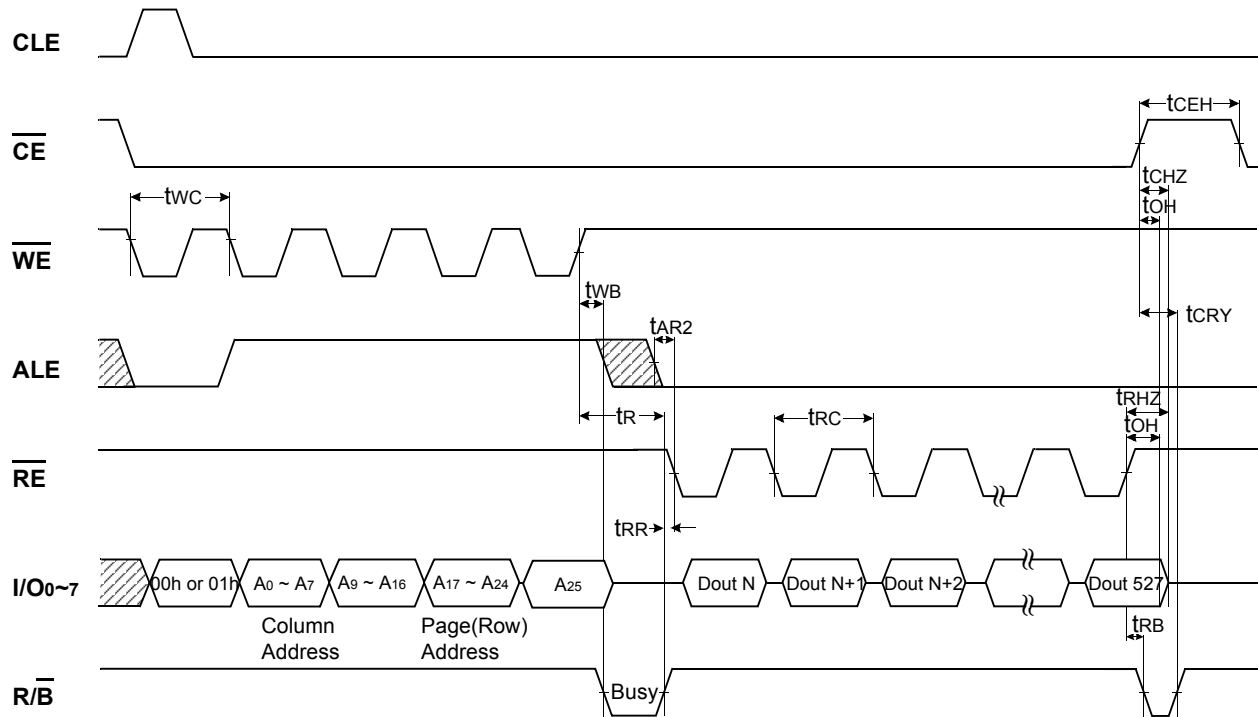 CLE
tCEH
CE
tCHZ
tWC
tOH
WE
tWB
tCRY
tAR2
ALE
tRHZ
tR
tRC
tOH
RE
tRR
I/O0~7
00h or 01h
A0 ~ A7
A9 ~ A16
A17 ~ A24
A25
Dout N
Dout N+1
Dout N+2
Dout 527
Column
Address
Page(Row)
Address
tRB
R/B
Busy